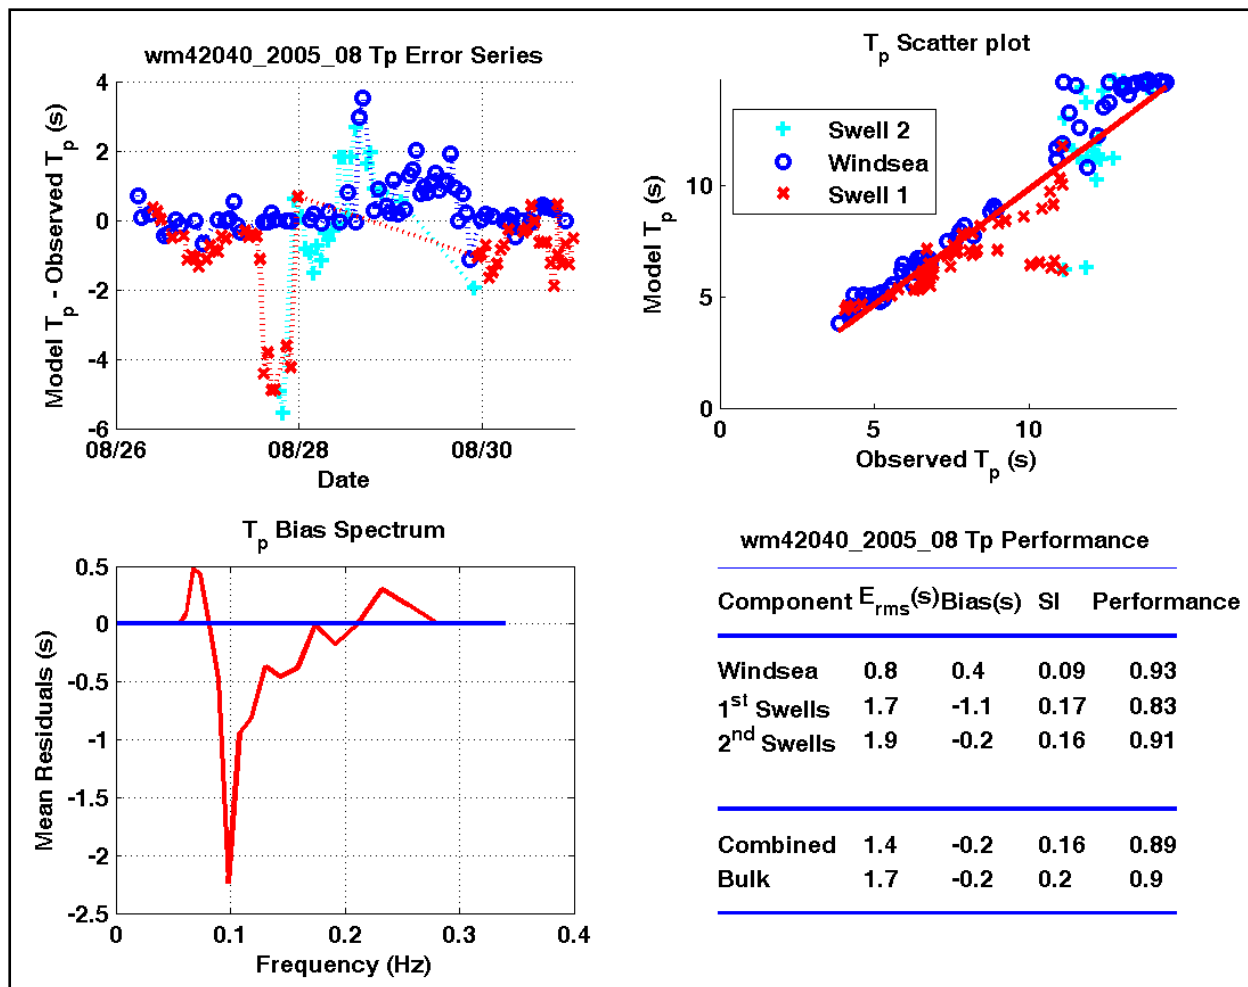 wm42040_2005_08 Tp Error Series
Model Tp - Observed Tp (s)
4
2
0
-2
-4
-6
08/26
08/28
08/30
Date
Tp Scatter plot
Swell 2
Windsea
Swell 1
Model Tp (s)
10
5
0
0
5
10
Observed Tp (s)
Tp Bias Spectrum
Mean Residuals (s)
0.5
0
-0.5
-1
-1.5
-2
-2.5
0
0.1
0.2
0.3
0.4
Frequency (Hz)
wm42040_2005_08 Tp Performance
Component Erms(s) Bias(s) SI Performance
Windsea 0.8 0.4 0.09 0.93
1st Swells 1.7 -1.1 0.17 0.83
2nd Swells 1.9 -0.2 0.16 0.91
Combined 1.4 -0.2 0.16 0.89
Bulk 1.7 -0.2 0.2 0.9